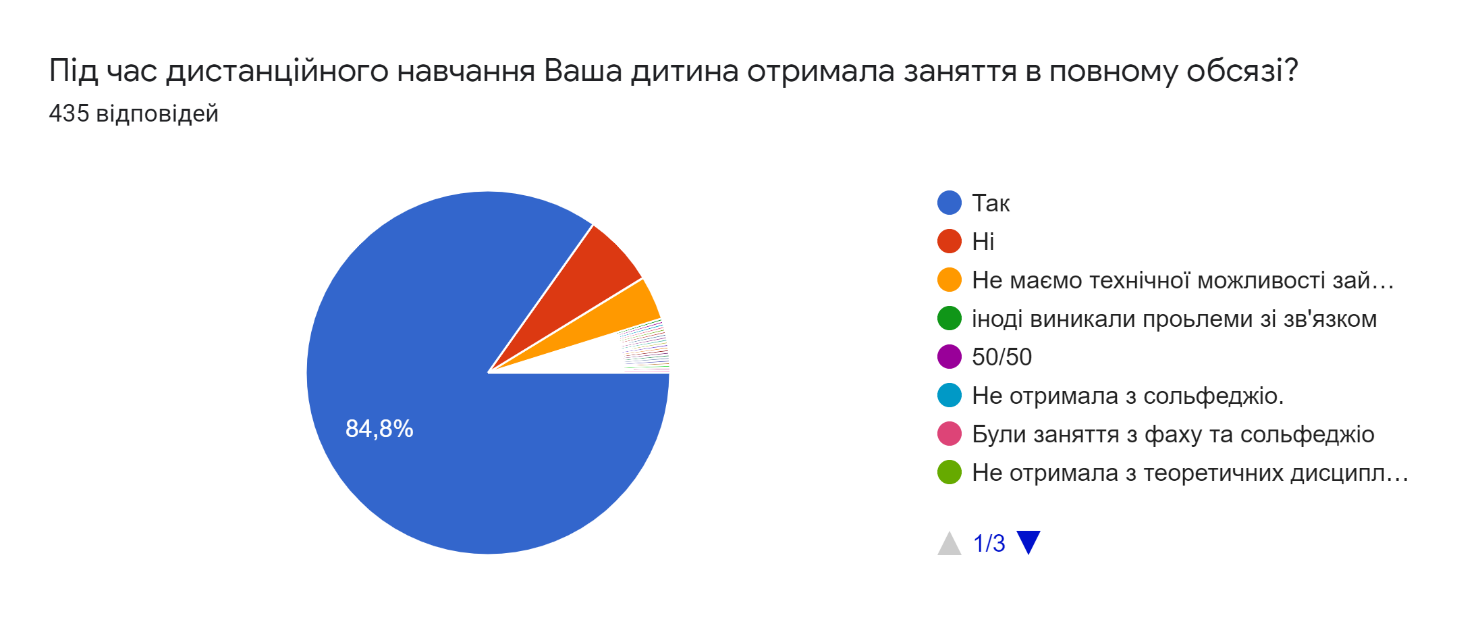 Під час дистанційного навчання Ваша дитина отримала заняття в повному обсязі?
435 відповідей
84,8%
Так
Ні
Не маємо технічної можливості зай…
іноді виникали проьлеми зі зв'язком
50/50
Не отримала з сольфеджіо.
Були заняття з фаху та сольфеджіо
Не отримала з теоретичних дисципл…
1/3